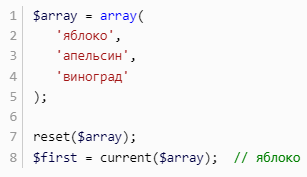 1 $array = array(
2 'яблоко',
3 'апельсин',
4 'виноград'
5 );
6
7 reset($array);
8 $first = current($array); // яблоко